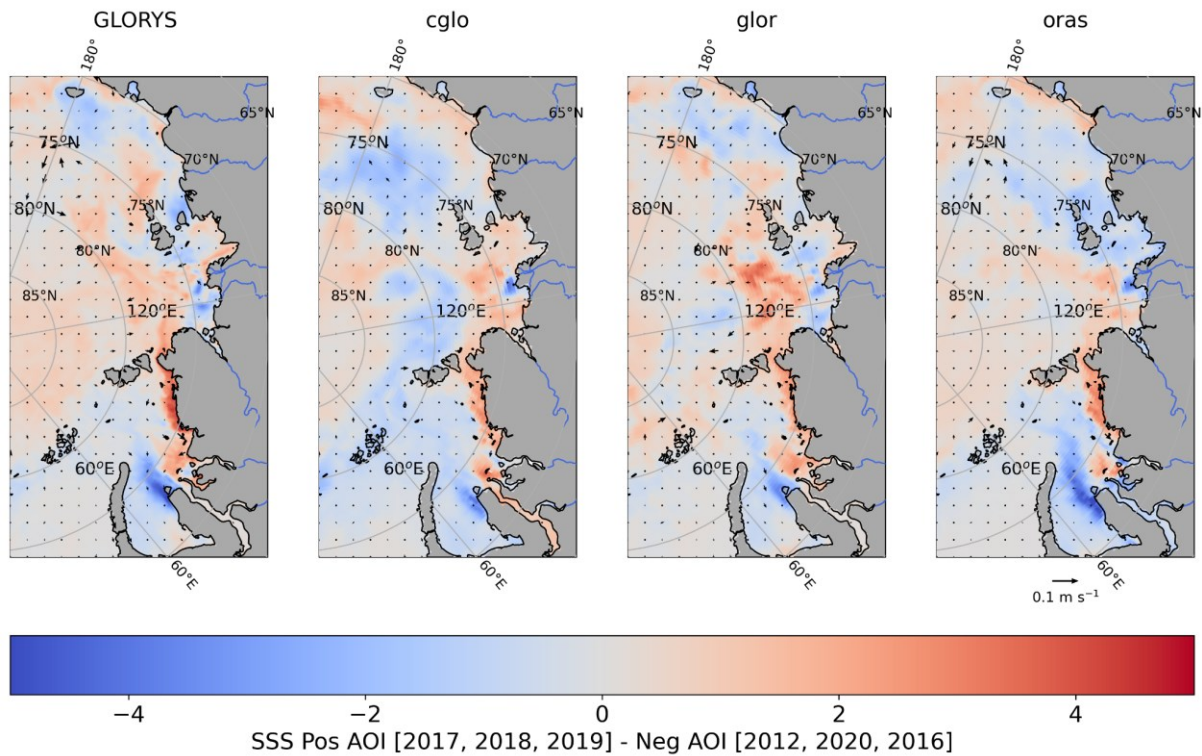 GLORYS cglo glor oras
180° 180° 180° 180°
65°N 65°N 65°N 65°N
75°N 75°N 75°N 75°N
70°N 70°N 70°N 70°N
80°N 80°N 80°N 80°N
75°N 75°N 75°N 75°N
80°N 80°N 80°N 80°N
85°N 85°N 85°N 85°N
120°E 120°E 120°E 120°E
60°E 60°E 60°E 60°E
60°E 60°E 60°E 60°E
0.1 m s⁻¹
−4 −2 0 2 4
SSS Pos AOI [2017, 2018, 2019] - Neg AOI [2012, 2020, 2016]